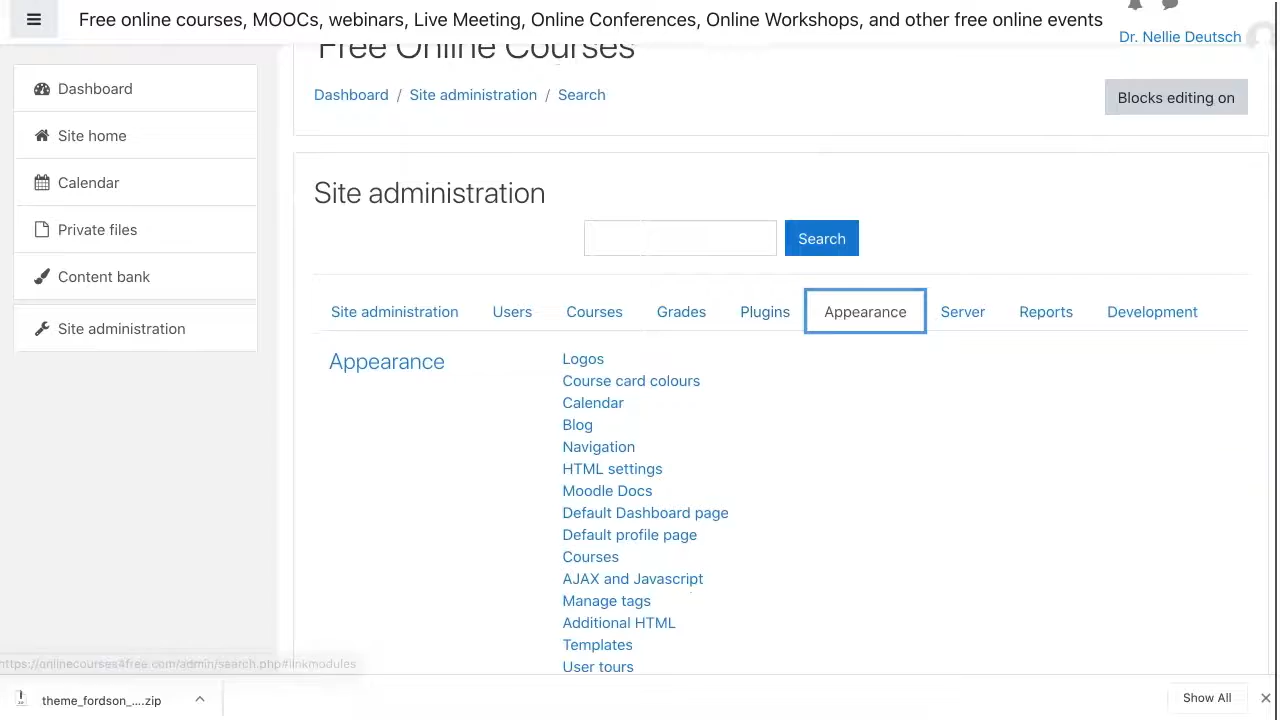 Free online courses, MOOCs, webinars, Live Meeting, Online Conferences, Online Workshops, and other free online events
Dr. Nellie Deutsch
Free Online Courses
Dashboard / Site administration / Search
Blocks editing on
Dashboard
Site home
Calendar
Private files
Content bank
Site administration
Site administration
Search
Site administration Users Courses Grades Plugins Appearance Server Reports Development
Appearance
Logos
Course card colours
Calendar
Blog
Navigation
HTML settings
Moodle Docs
Default Dashboard page
Default profile page
Courses
AJAX and Javascript
Manage tags
Additional HTML
Templates
User tours
https://onlinecourses4free.com/admin/search.php#linkmodules
theme_fordson_....zip
Show All